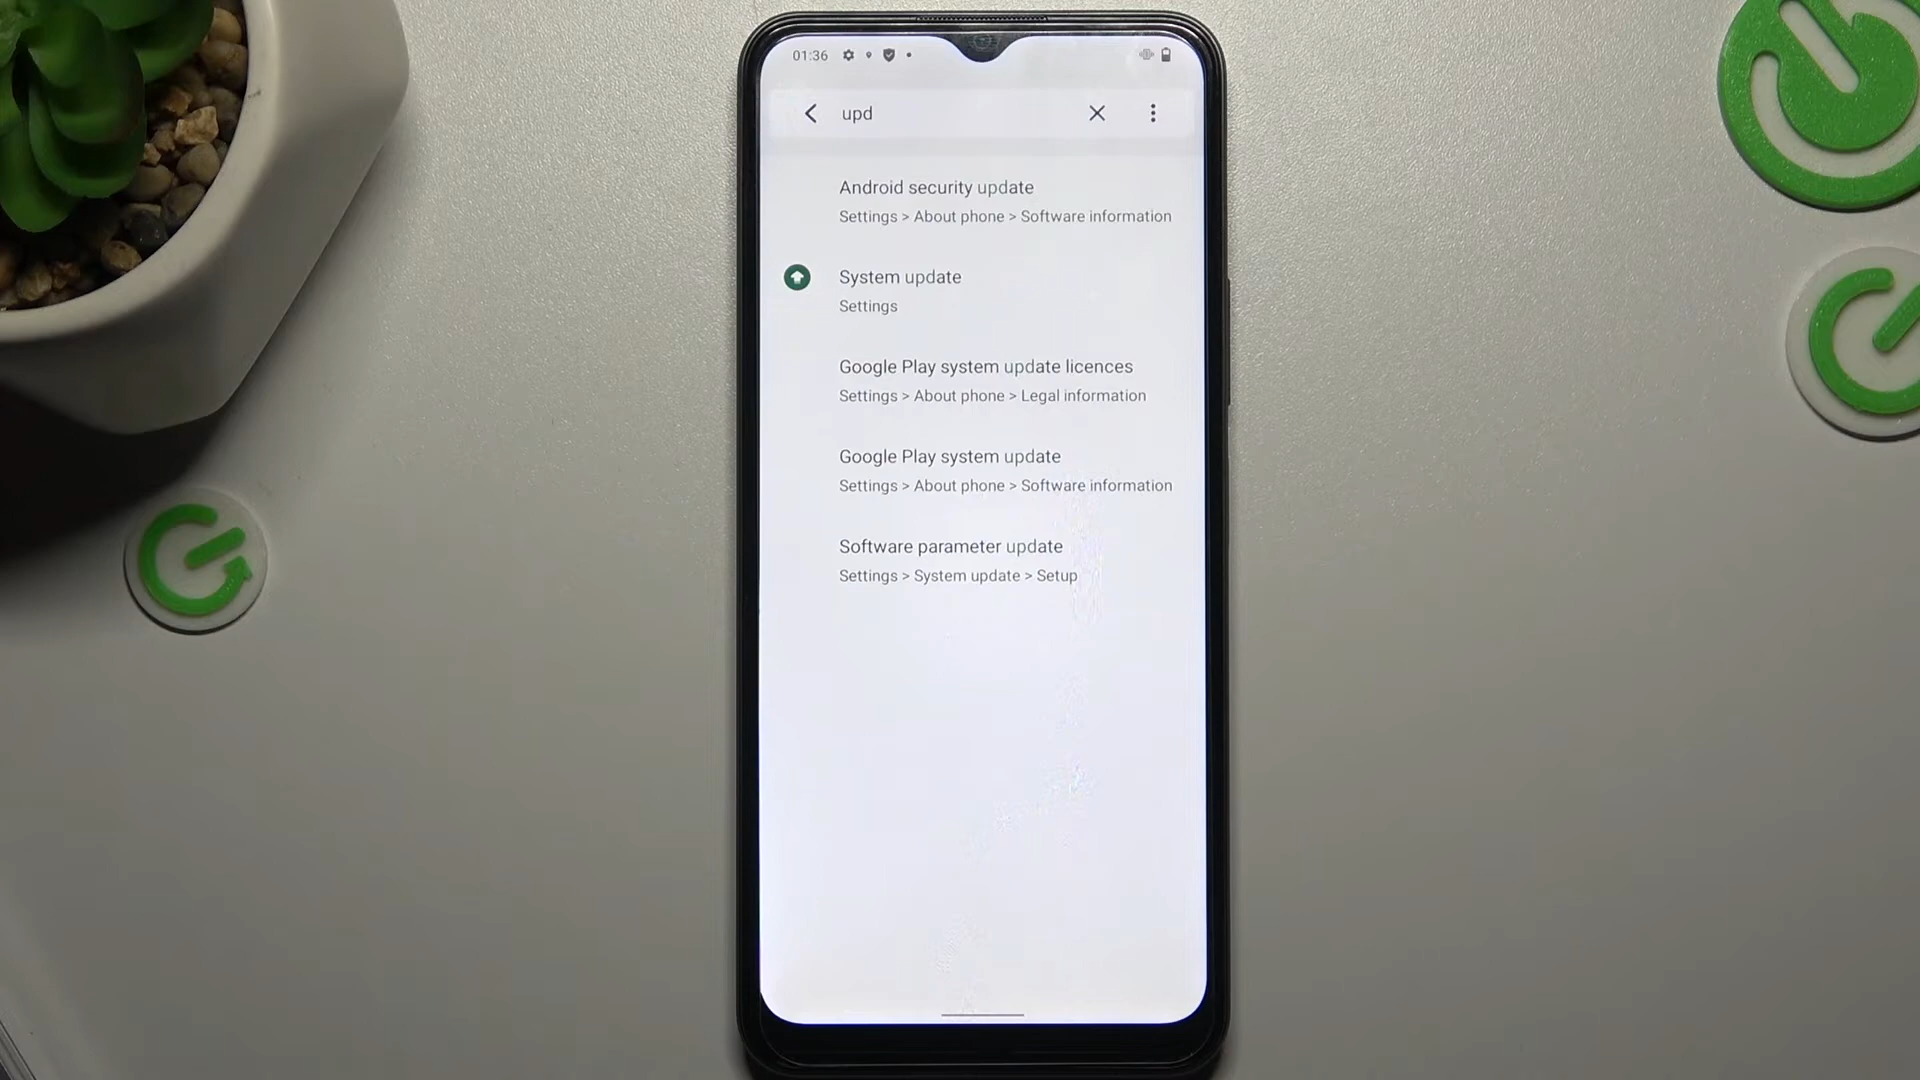 01:36
upd
Android security update
Settings > About phone > Software information
System update
Settings
Google Play system update licences
Settings > About phone > Legal information
Google Play system update
Settings > About phone > Software information
Software parameter update
Settings > System update > Setup